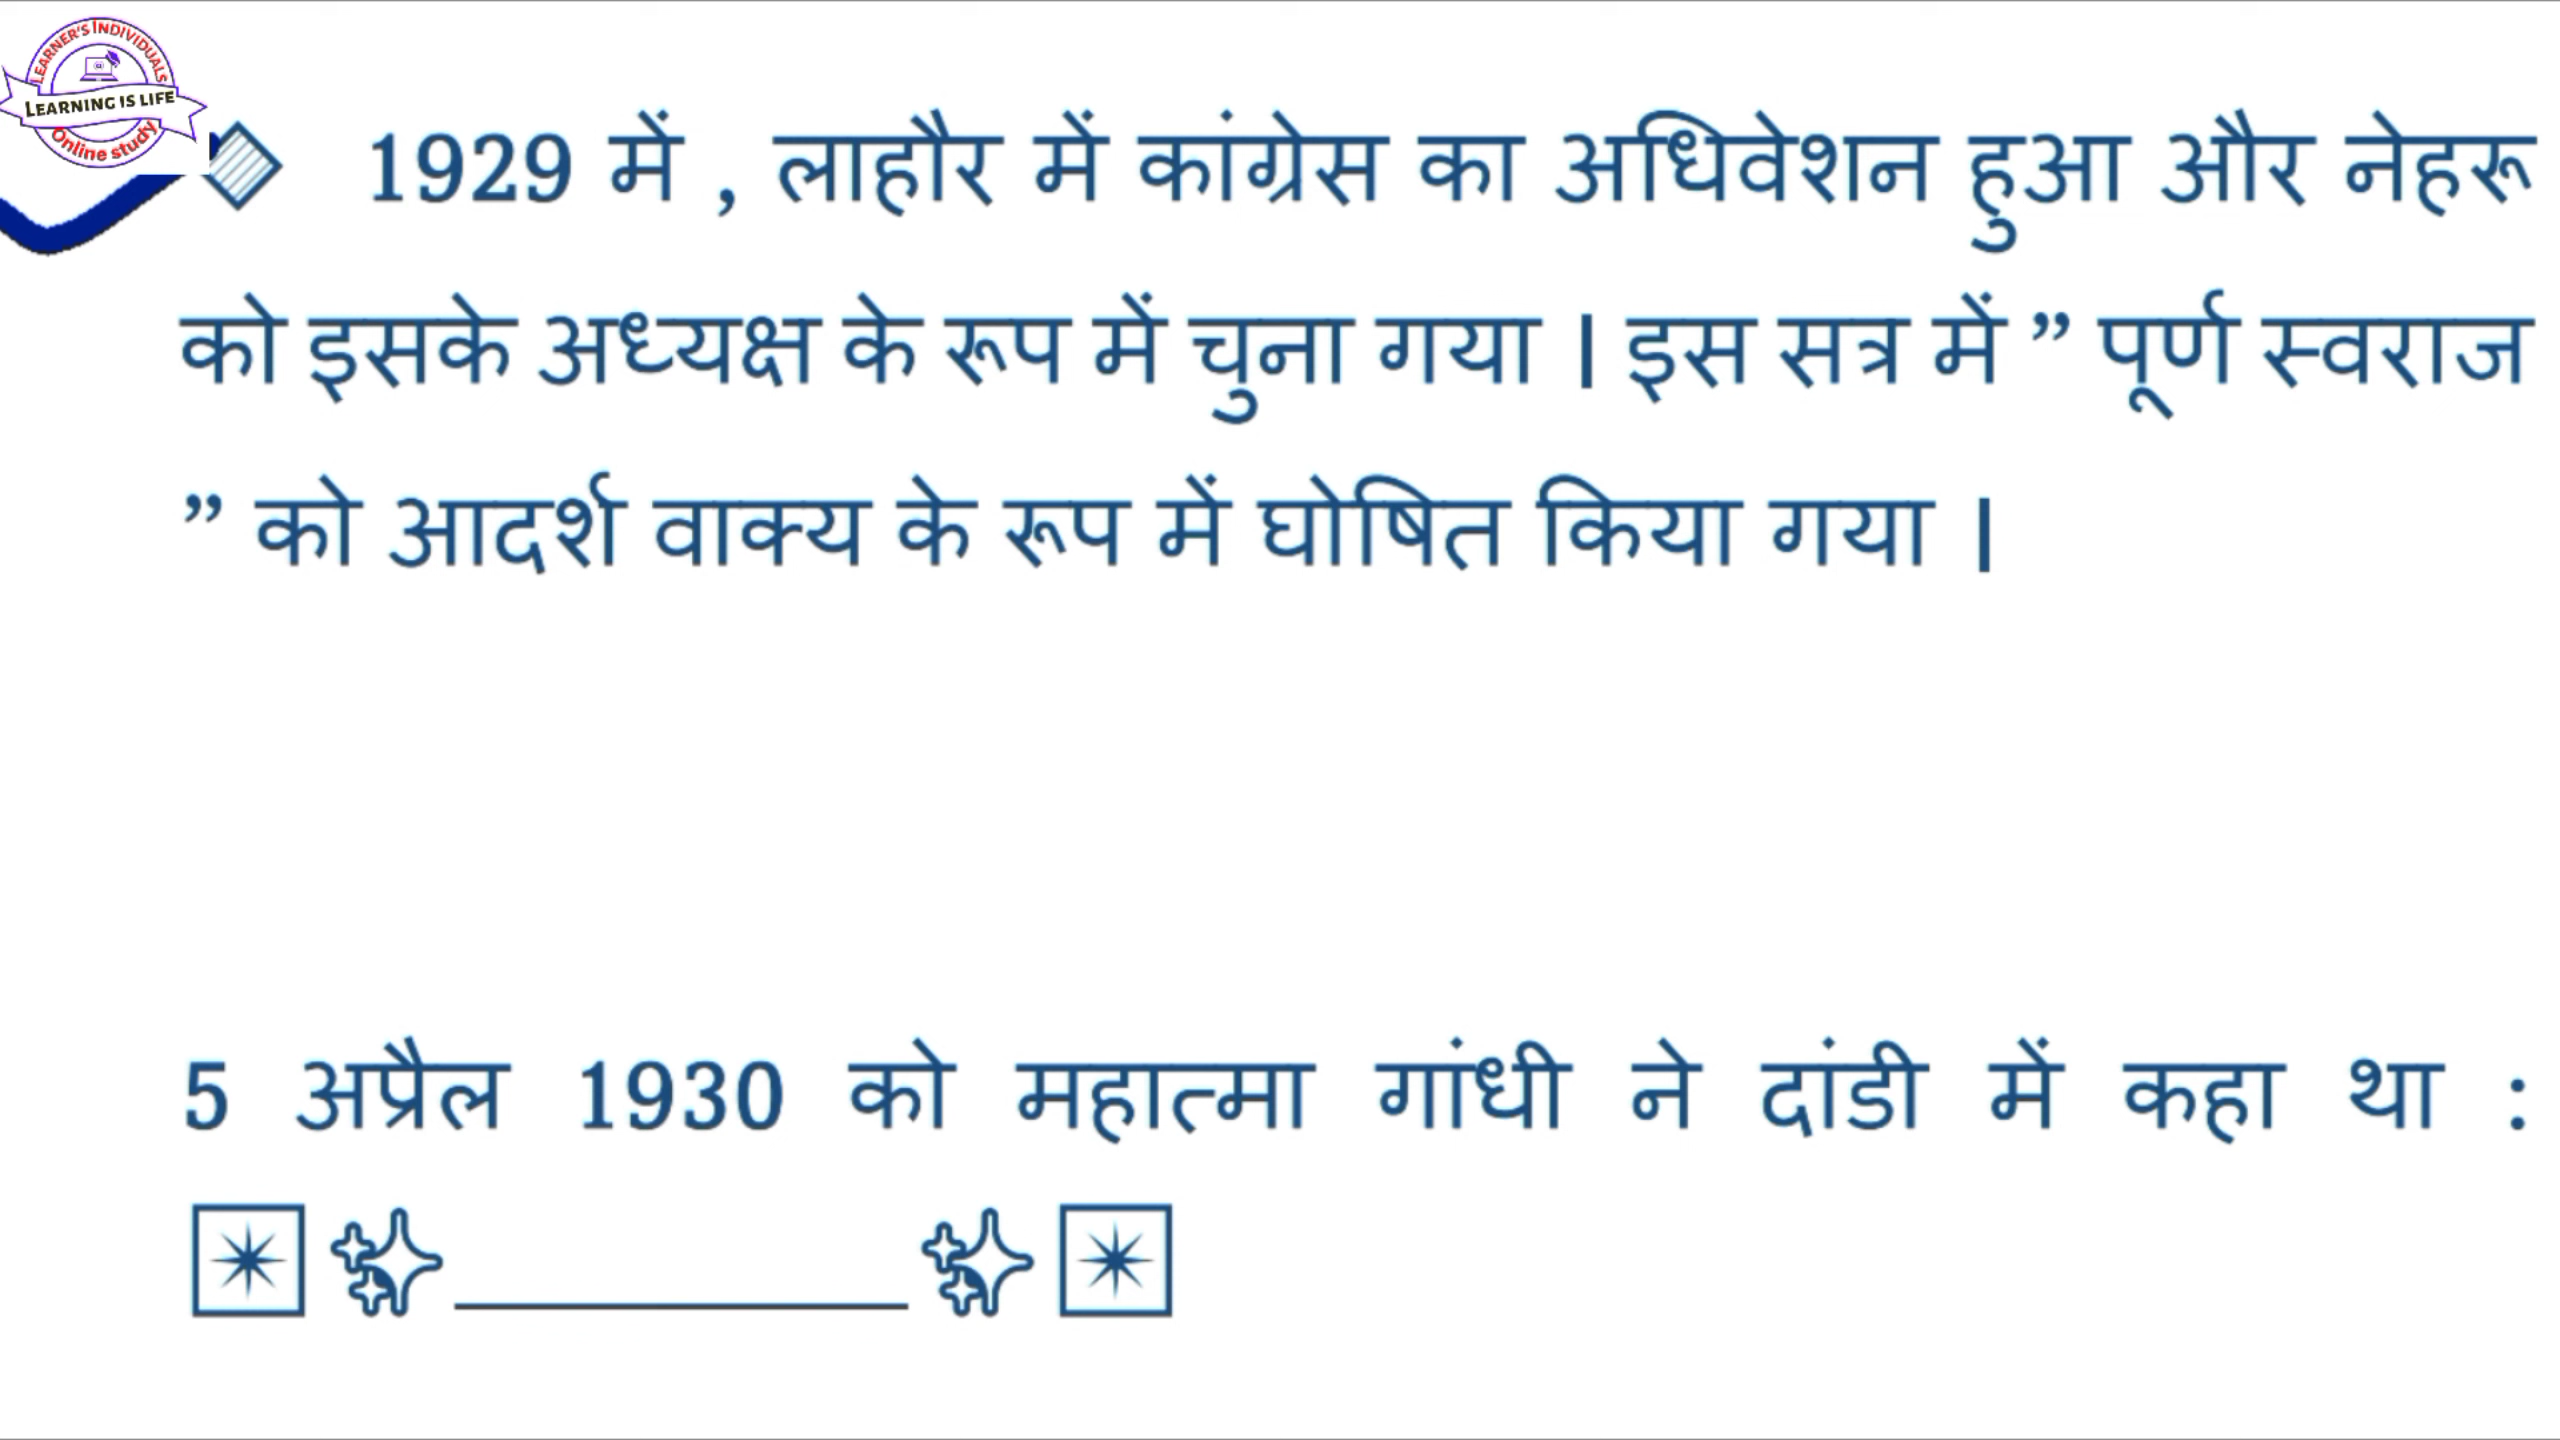 LEARNER'S INDIVIDUALS
LEARNING IS LIFE
Online study
1929 में , लाहौर में कांग्रेस का अधिवेशन हुआ और नेहरू
को इसके अध्यक्ष के रूप में चुना गया । इस सत्र में ” पूर्ण स्वराज
” को आदर्श वाक्य के रूप में घोषित किया गया ।
5 अप्रैल 1930 को महात्मा गांधी ने दांडी में कहा था :